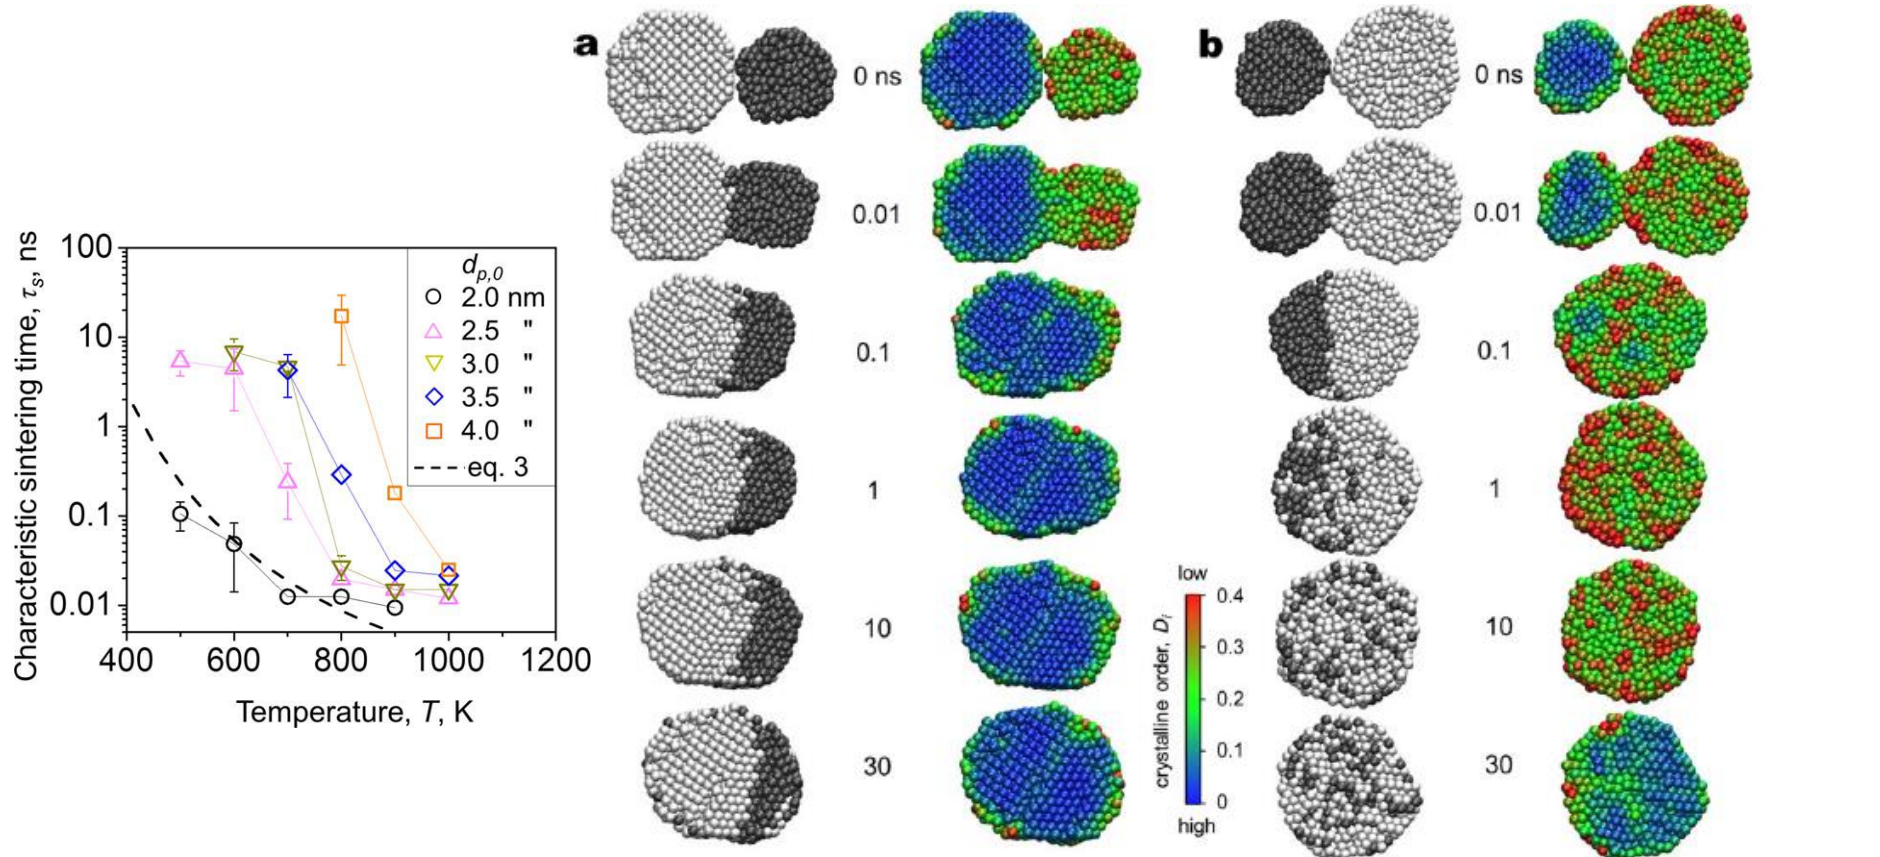 Characteristic sintering time, τs, ns
100
10
1
0.1
0.01
400
600
800
1000
1200
Temperature, T, K
dp,0
2.0 nm
2.5 "
3.0 "
3.5 "
4.0 "
eq. 3
a
0 ns
0.01
0.1
1
10
30
low
0.4
0.3
0.2
0.1
0
high
crystalline order, Di
b
0 ns
0.01
0.1
1
10
30